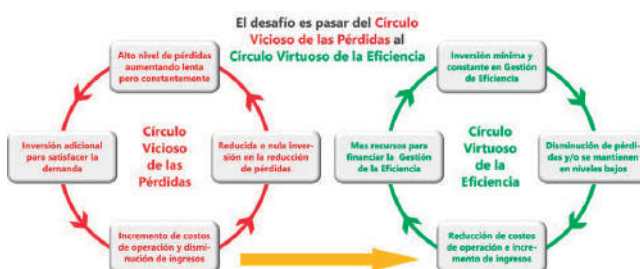 El desafío es pasar del Círculo
Vicioso de las Pérdidas al
Círculo Virtuoso de la Eficiencia
Alto nivel de pérdidas
aumentando lenta
pero constantemente
Inversión adicional
para satisfacer la
demanda
Círculo
Vicioso
de las
Pérdidas
Reducida o nula inver-
sión en la reducción
de pérdidas
Incremento de costos
de operación y dismi-
nución de ingresos
Inversión mínima y
constante en Gestión
de Eficiencia
Mas recursos para
financiar la Gestión
de la Eficiencia
Círculo
Virtuoso
de la
Eficiencia
Disminución de pérdi-
das y/o se mantienen
en niveles bajos
Reducción de costos
de operación e incre-
mento de ingresos